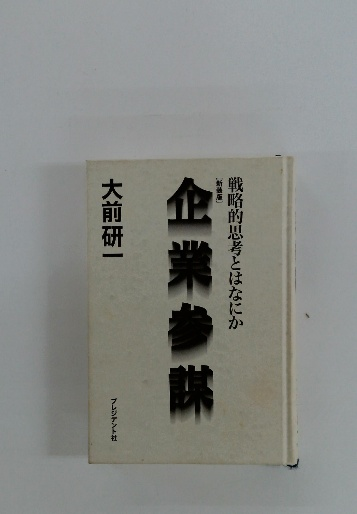 戦略的思考とはなにか
［新装版］
企業参謀
大前研一
プレジデント社